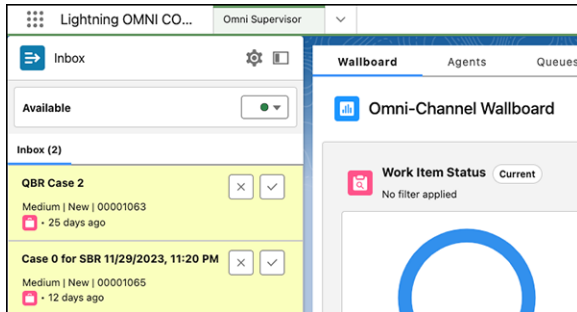 Lightning OMNI CO...
Omni Supervisor
Inbox
Available
Inbox (2)
QBR Case 2
Medium | New | 00001063
• 25 days ago
Case 0 for SBR 11/29/2023, 11:20 PM
Medium | New | 00001065
• 12 days ago
Wallboard Agents Queues
Omni-Channel Wallboard
Work Item Status Current
No filter applied